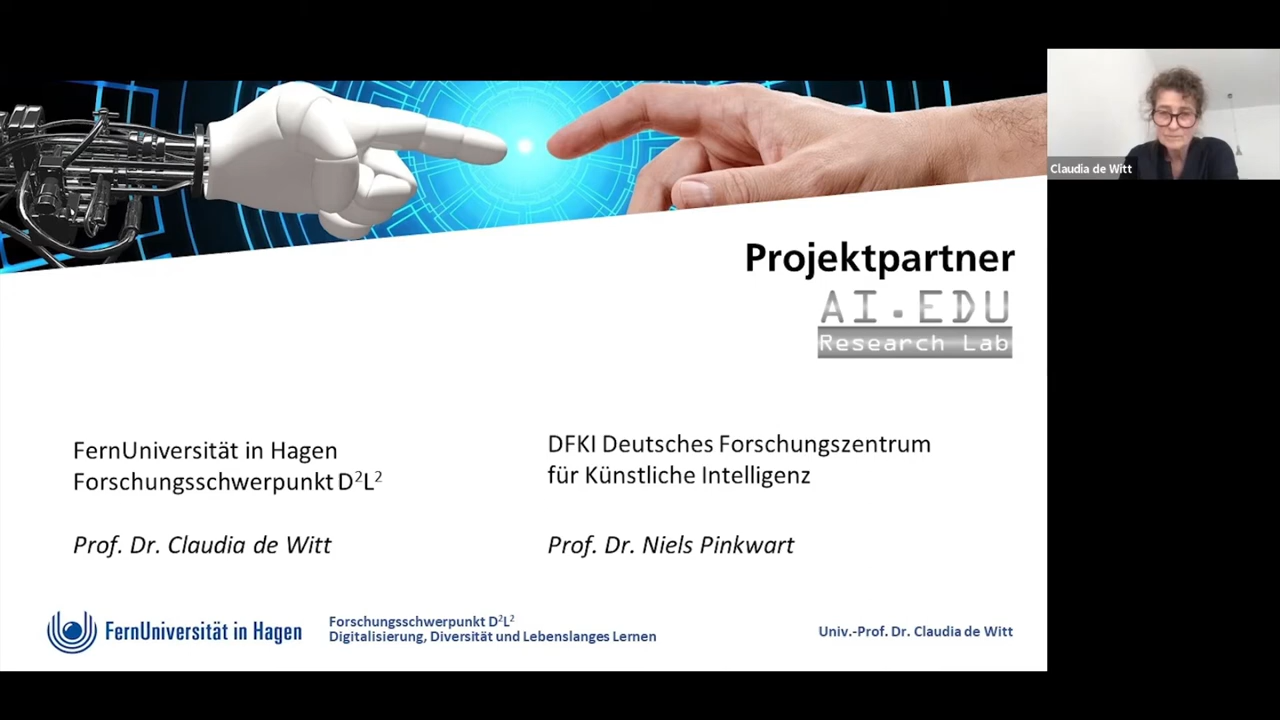 Claudia de Witt
Projektpartner
AI.EDU
Research Lab
FernUniversität in Hagen
Forschungsschwerpunkt D²L²
Prof. Dr. Claudia de Witt
DFKI Deutsches Forschungszentrum
für Künstliche Intelligenz
Prof. Dr. Niels Pinkwart
FernUniversität in Hagen
Forschungsschwerpunkt D²L²
Digitalisierung, Diversität und Lebenslanges Lernen
Univ.-Prof. Dr. Claudia de Witt